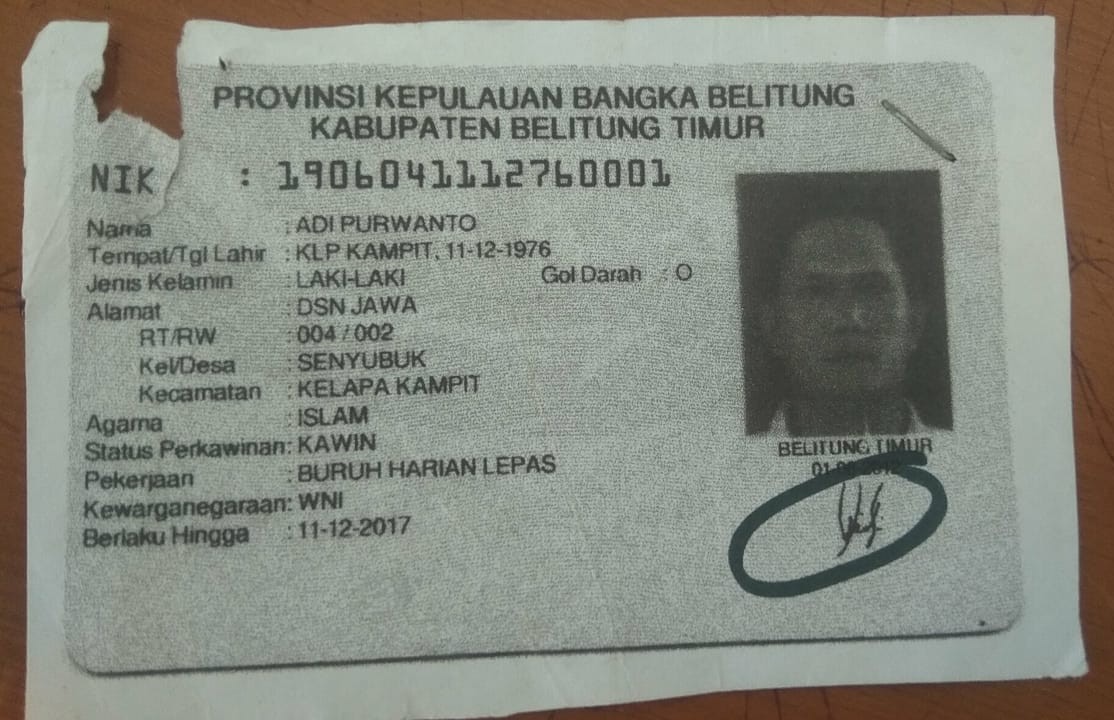 PROVINSI KEPULAUAN BANGKA BELITUNG
KABUPATEN BELITUNG TIMUR
NIK : 1906041112760001
Nama : ADI PURWANTO
Tempat/Tgl Lahir : KLP KAMPIT, 11-12-1976
Jenis Kelamin : LAKI-LAKI Gol Darah : O
Alamat : DSN JAWA
RT/RW : 004 / 002
Kel/Desa : SENYUBUK
Kecamatan : KELAPA KAMPIT
Agama : ISLAM
Status Perkawinan: KAWIN
Pekerjaan : BURUH HARIAN LEPAS
Kewarganegaraan: WNI
Berlaku Hingga : 11-12-2017
BELITUNG TIMUR